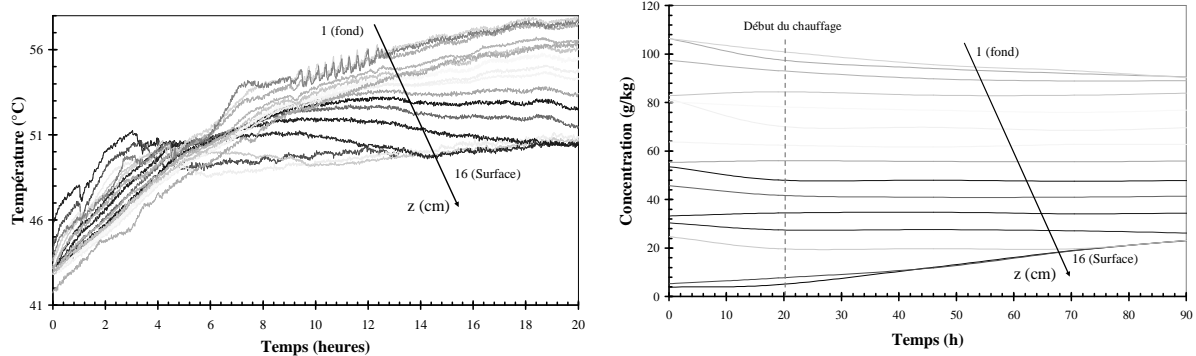 56
51
46
41
Température (°C)
1 (fond)
16 (Surface)
z (cm)
0 2 4 6 8 10 12 14 16 18 20
Temps (heures)
120
100
80
60
40
20
0
Concentration (g/kg)
Début du chauffage
1 (fond)
16 (Surface)
z (cm)
0 10 20 30 40 50 60 70 80 90
Temps (h)